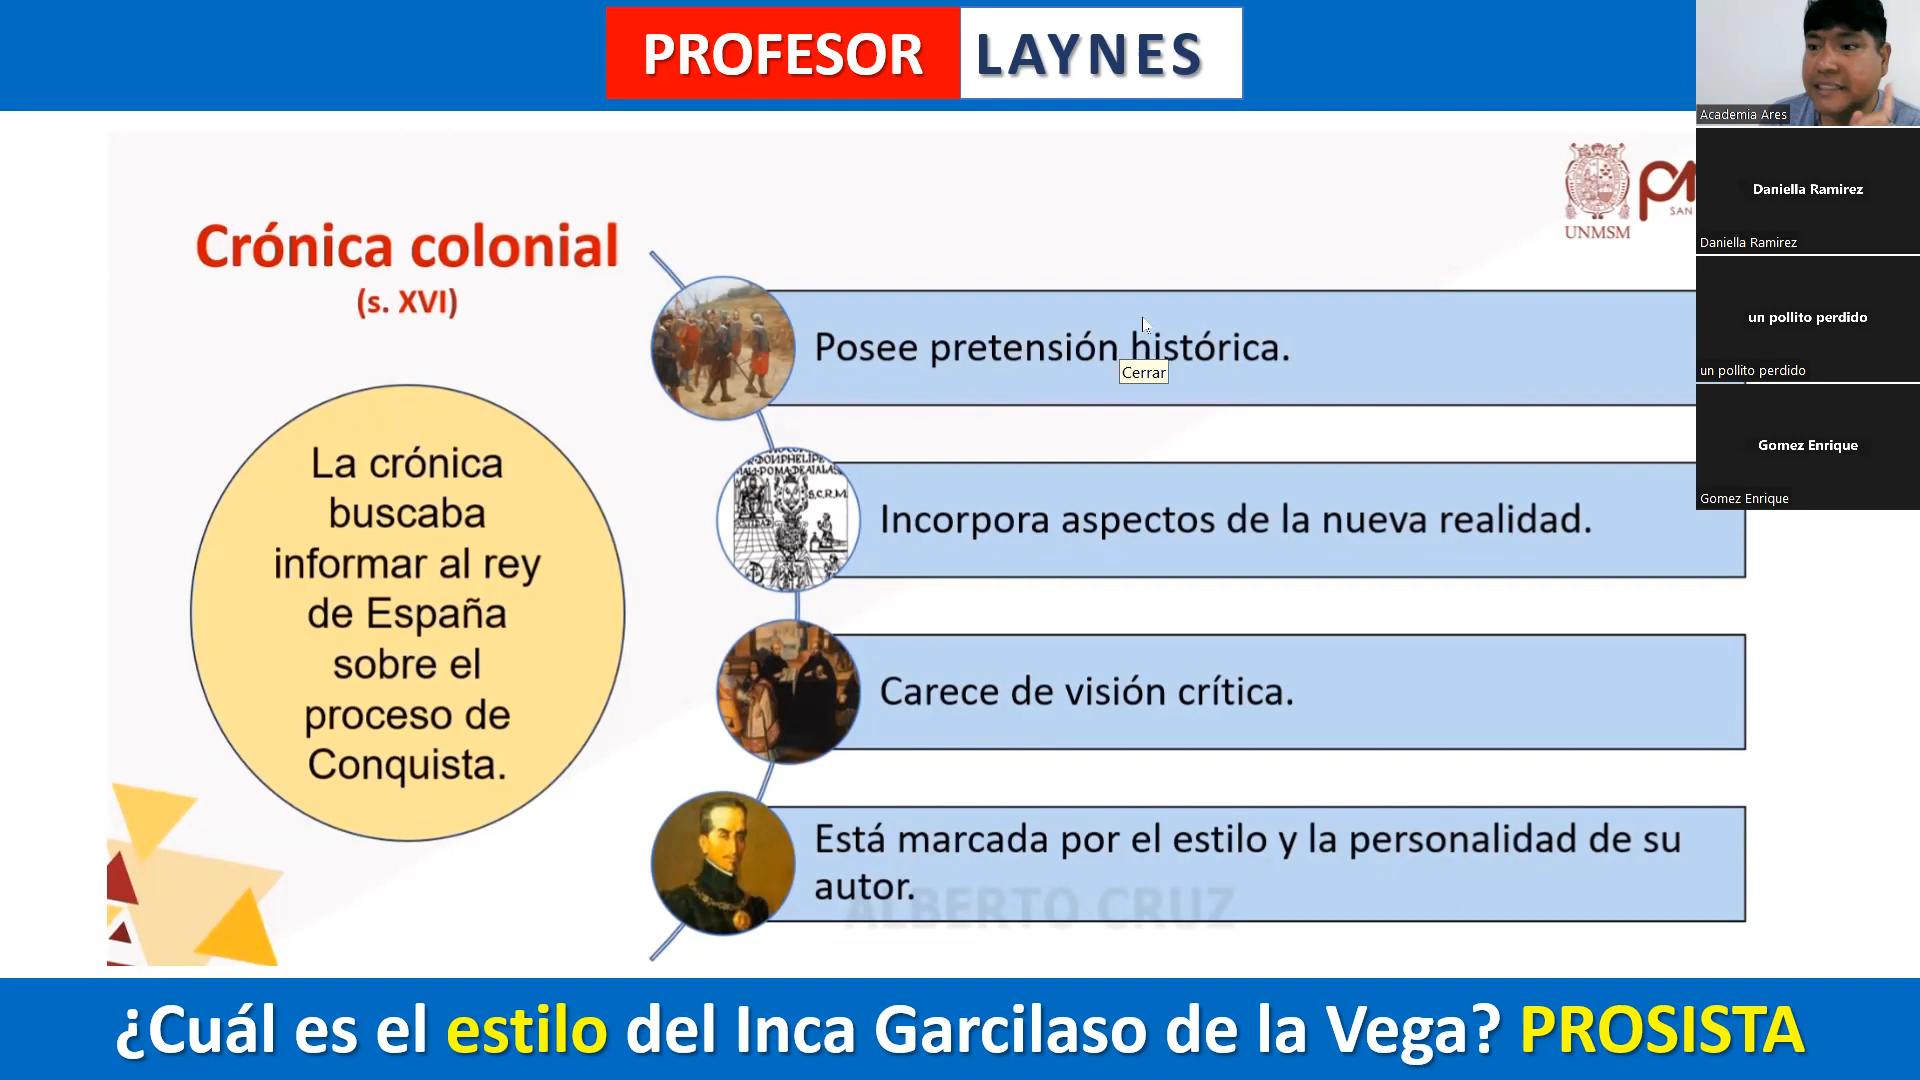 PROFESOR LAYNES
Academia Ares
Daniella Ramirez
Daniella Ramirez
un pollito perdido
un pollito perdido
Gomez Enrique
Gomez Enrique
UNMSM
SAN
Crónica colonial
(s. XVI)
La crónica
buscaba
informar al rey
de España
sobre el
proceso de
Conquista.
Posee pretensión histórica.
Cerrar
S.C.R.M.
Incorpora aspectos de la nueva realidad.
Carece de visión crítica.
Está marcada por el estilo y la personalidad de su
autor.
ALBERTO CRUZ
¿Cuál es el estilo del Inca Garcilaso de la Vega? PROSISTA